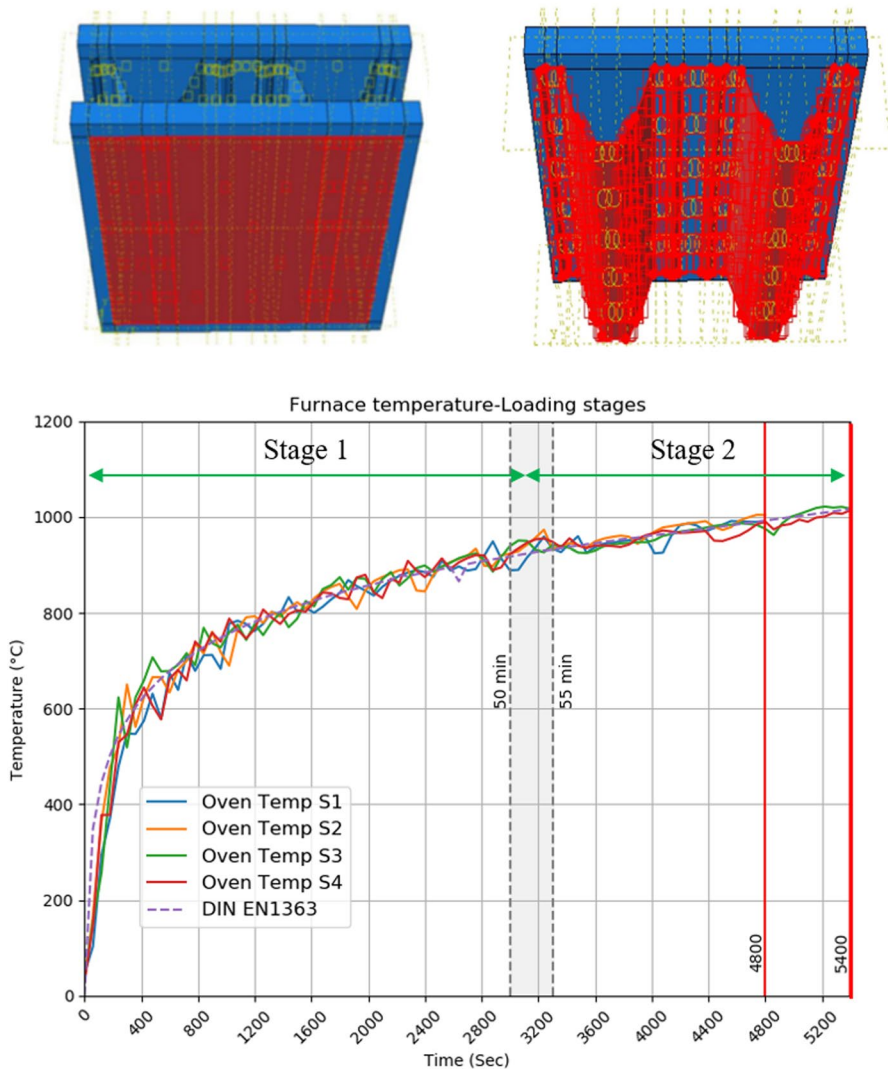 Furnace temperature-Loading stages
1200
1000
800
600
400
200
0
Temperature (°C)
Stage 1
Stage 2
50 min
55 min
4800
5400
Oven Temp S1
Oven Temp S2
Oven Temp S3
Oven Temp S4
DIN EN1363
0
400
800
1200
1600
2000
2400
2800
3200
3600
4000
4400
4800
5200
Time (Sec)